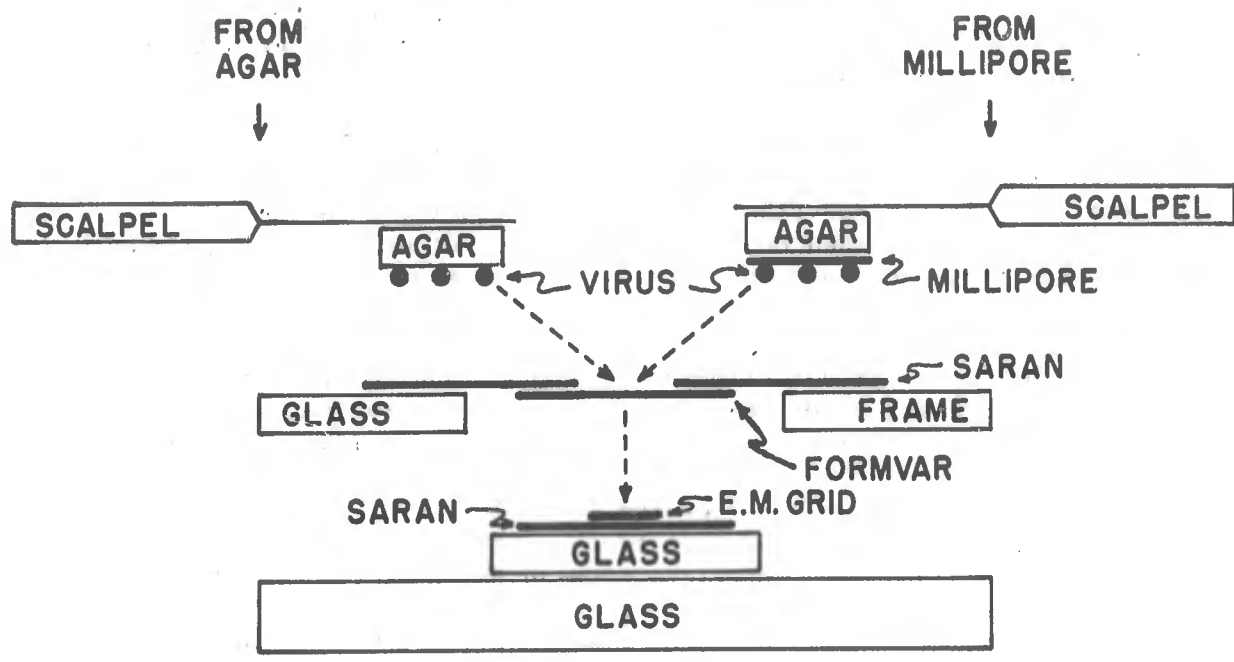 FROM
AGAR
FROM
MILLIPORE
SCALPEL
SCALPEL
AGAR
AGAR
VIRUS
MILLIPORE
SARAN
GLASS
FRAME
FORMVAR
SARAN
E.M. GRID
GLASS
GLASS